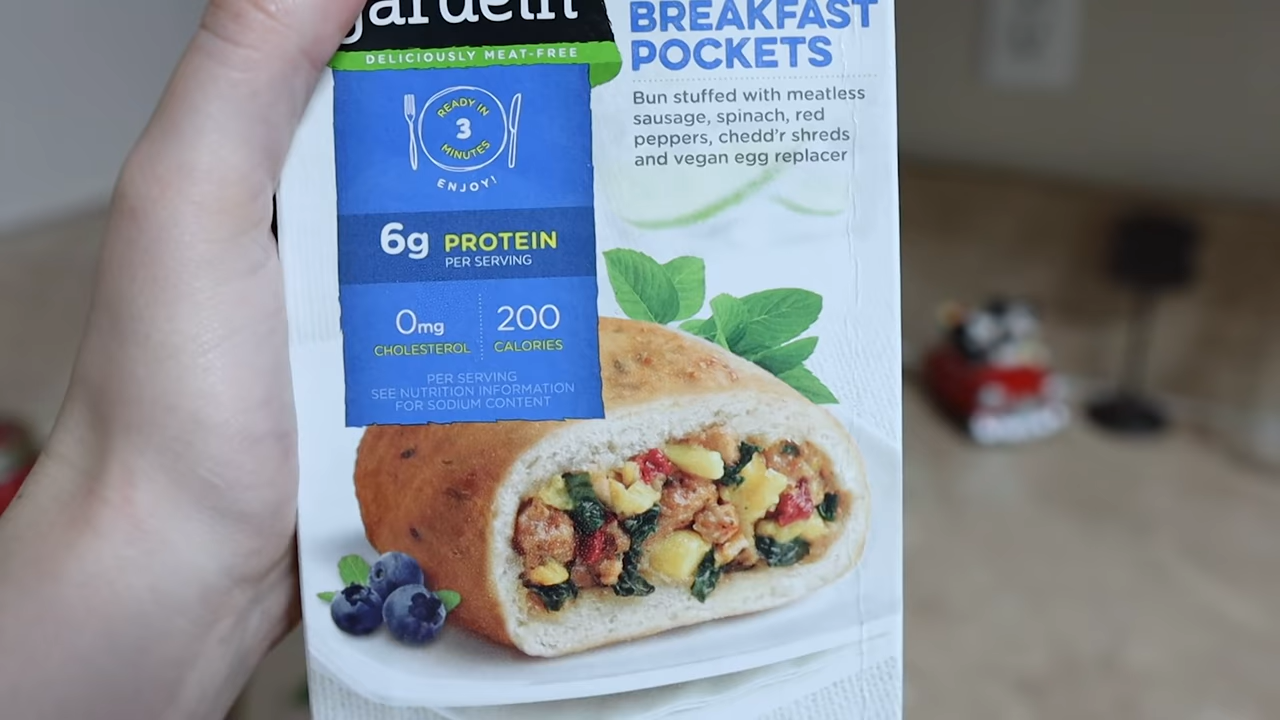 gardein
DELICIOUSLY MEAT-FREE
READY IN
3
MINUTES
ENJOY!
6g PROTEIN
PER SERVING
0mg
CHOLESTEROL
200
CALORIES
PER SERVING
SEE NUTRITION INFORMATION
FOR SODIUM CONTENT
BREAKFAST
POCKETS
Bun stuffed with meatless
sausage, spinach, red
peppers, chedd'r shreds
and vegan egg replacer